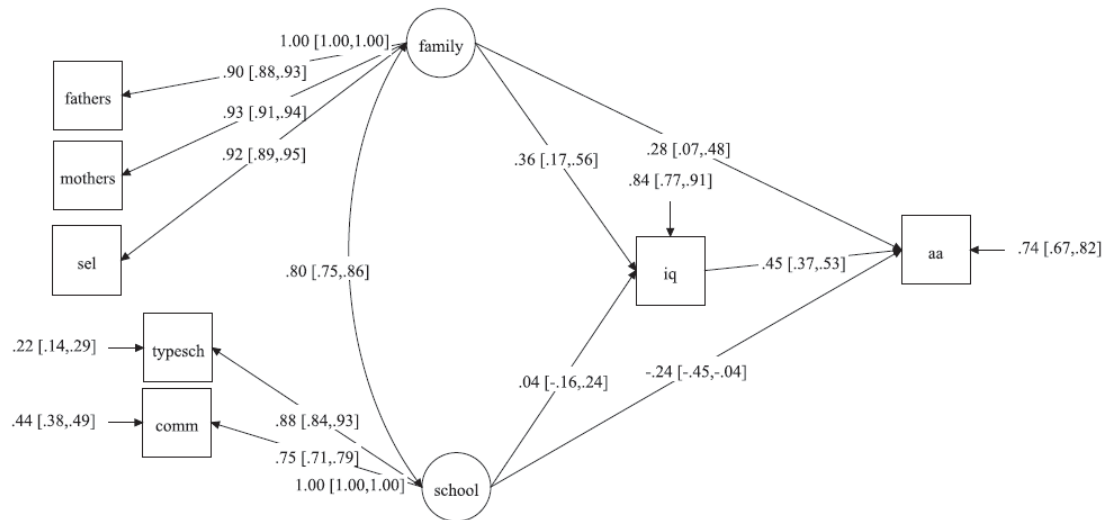 1.00 [1.00,1.00]
family
.90 [.88,.93]
fathers
.93 [.91,.94]
mothers
.92 [.89,.95]
.28 [.07,.48]
.36 [.17,.56]
.84 [.77,.91]
sel
iq
aa
.74 [.67,.82]
.45 [.37,.53]
.80 [.75,.86]
.22 [.14,.29]
typesch
.04 [-.16,.24]
-.24 [-.45,-.04]
.44 [.38,.49]
comm
.88 [.84,.93]
.75 [.71,.79]
1.00 [1.00,1.00]
school